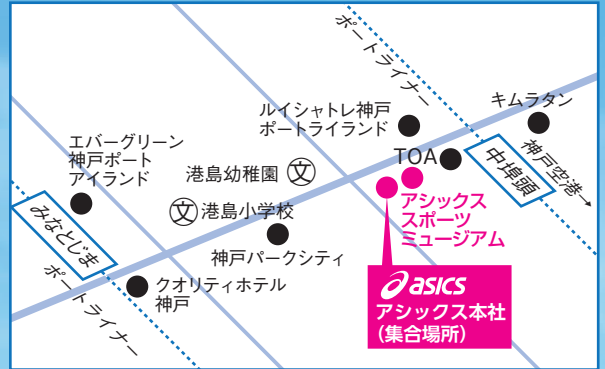 ポートライナー
キムラタン
ルイシャトレ神戸
ポートライランド
エバーグリーン
神戸ポート
アイランド
TOA
中埠頭
神戸空港→
港島幼稚園
文
アシックス
スポーツ
ミュージアム
文
港島小学校
みなとじま
神戸パークシティ
asics
アシックス本社
(集合場所)
クオリティホテル
神戸
ポートライナー